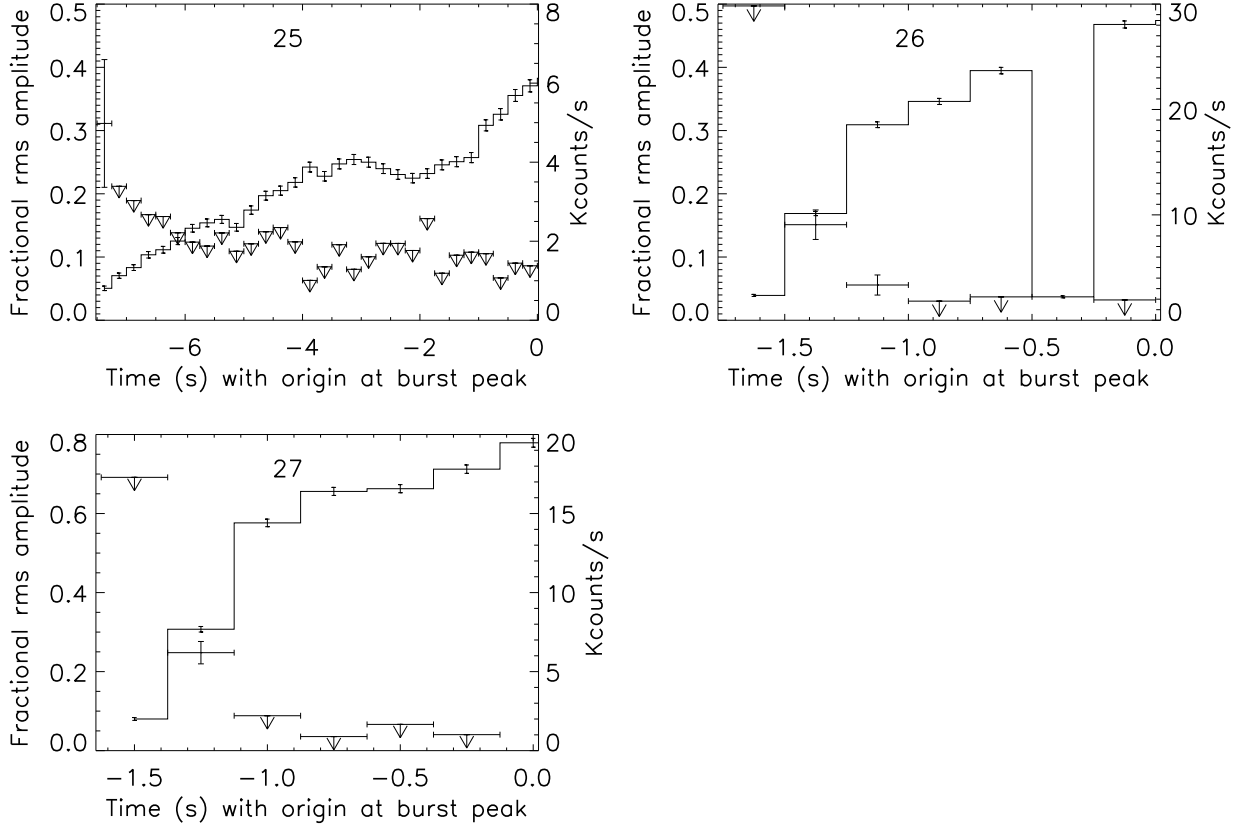 25
Fractional rms amplitude
0.5
0.4
0.3
0.2
0.1
0.0
8
6
4
2
0
Kcounts/s
−6 −4 −2 0
Time (s) with origin at burst peak
26
Fractional rms amplitude
0.5
0.4
0.3
0.2
0.1
0.0
30
20
10
0
Kcounts/s
−1.5 −1.0 −0.5 0.0
Time (s) with origin at burst peak
27
Fractional rms amplitude
0.8
0.6
0.4
0.2
0.0
20
15
10
5
0
Kcounts/s
−1.5 −1.0 −0.5 0.0
Time (s) with origin at burst peak